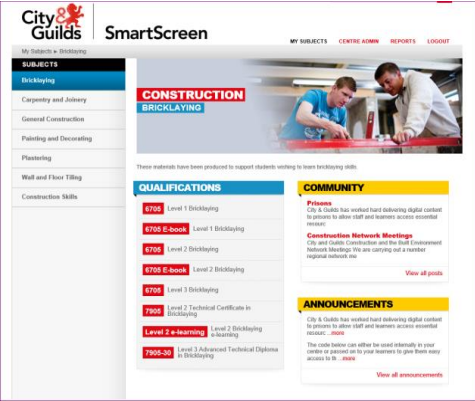 City & Guilds
SmartScreen
MY SUBJECTS CENTRE ADMIN REPORTS LOGOUT
My Subjects ► Bricklaying
SUBJECTS
Bricklaying
Carpentry and Joinery
General Construction
Painting and Decorating
Plastering
Wall and Floor Tiling
Construction Skills
CONSTRUCTION
BRICKLAYING
These materials have been produced to support students wishing to learn bricklaying skills.
QUALIFICATIONS
6705 Level 1 Bricklaying
6705 E-book Level 1 Bricklaying
6705 Level 2 Bricklaying
6705 E-book Level 2 Bricklaying
6705 Level 3 Bricklaying
7905 Level 2 Technical Certificate in
Bricklaying
Level 2 e-learning Level 2 Bricklaying
e-learning
7905-30 Level 3 Advanced Technical Diploma
in Bricklaying
COMMUNITY
Prisons
City & Guilds has worked hard delivering digital content
to prisons to allow staff and learners access essential
resourc
Construction Network Meetings
City and Guilds Construction and the Built Environment
Network Meetings We are carrying out a number
regional network me
View all posts
ANNOUNCEMENTS
City & Guilds has worked hard delivering digital content
to prisons to allow staff and learners access essential
resourc ...more
The code below can either be used internally in your
centre or passed on to your learners to give them easy
access to th ...more
View all announcements